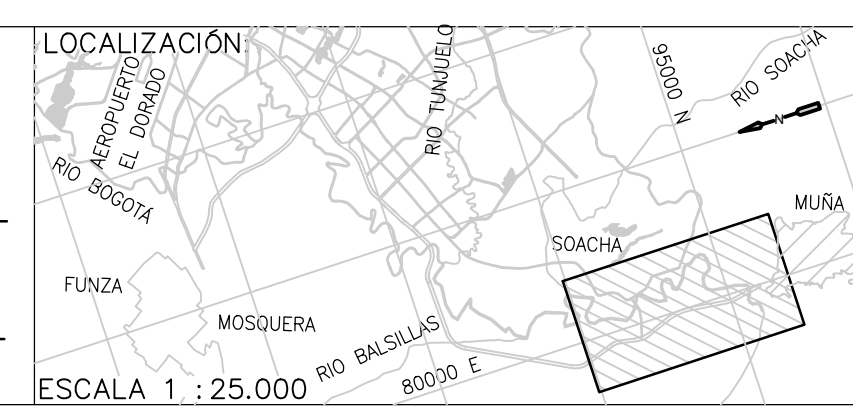 LOCALIZACIÓN:
AEROPUERTO
EL DORADO
RIO TUNJUELO
95000 N
RIO SOACHA
N
RIO BOGOTÁ
MUÑA
SOACHA
FUNZA
MOSQUERA
RIO BALSILLAS
80000 E
ESCALA 1 : 25.000